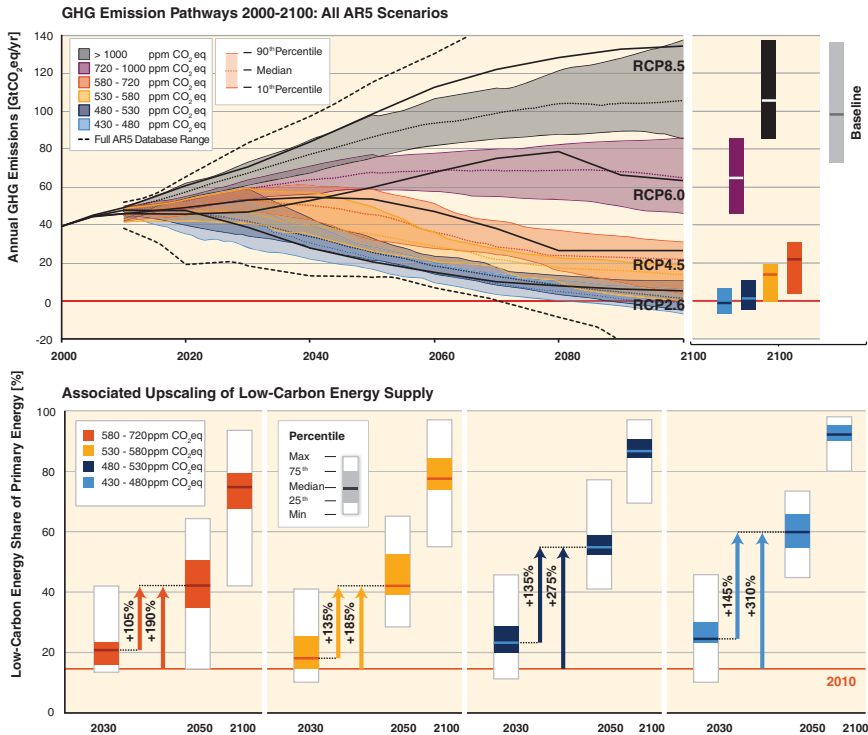 GHG Emission Pathways 2000-2100: All AR5 Scenarios
Annual GHG Emissions [GtCO2eq/yr]
140
120
100
80
60
40
20
0
-20
> 1000 ppm CO2eq
720 - 1000 ppm CO2eq
580 - 720 ppm CO2eq
530 - 580 ppm CO2eq
480 - 530 ppm CO2eq
430 - 480 ppm CO2eq
Full AR5 Database Range
90th Percentile
Median
10th Percentile
RCP8.5
RCP6.0
RCP4.5
RCP2.6
Baseline
2000
2020
2040
2060
2080
2100
2100
Associated Upscaling of Low-Carbon Energy Supply
Low-Carbon Energy Share of Primary Energy [%]
100
80
60
40
20
0
580 - 720ppm CO2eq
530 - 580ppm CO2eq
480 - 530ppm CO2eq
430 - 480ppm CO2eq
Percentile
Max
75th
Median
25th
Min
+105%
+190%
+135%
+185%
+135%
+275%
+145%
+310%
2010
2030
2050
2100
2030
2050
2100
2030
2050
2100
2030
2050
2100